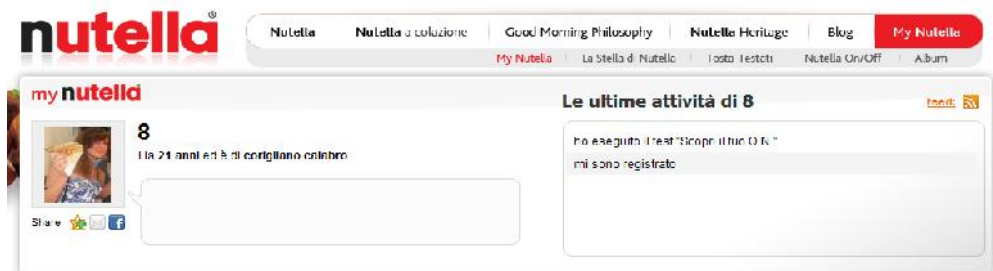 nutella®
Nutella Nutella a colazione Good Morning Philosophy Nutella Heritage Blog My Nutella
My Nutella La Stella di Nutella Tosta Testati Nutella On/Off Album
my nutella
8
Ha 21 anni ed è di corigliano calabro
Share
Le ultime attività di 8
feed:
ho eseguito il test "Scopri il tuo
mi sono registrato